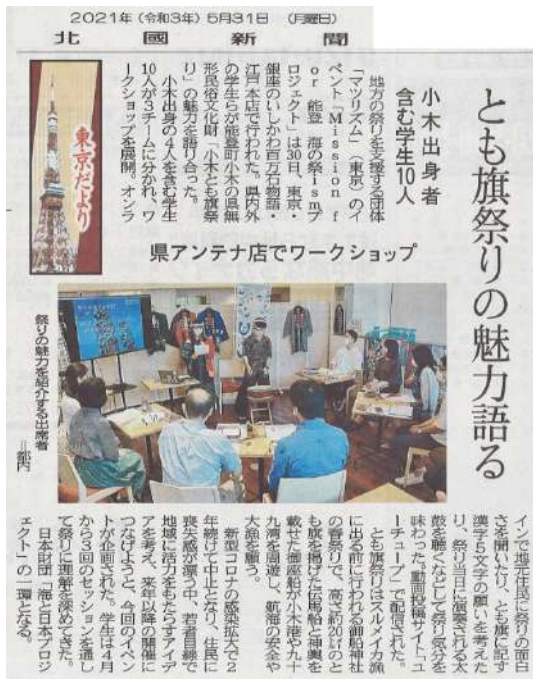 2021年(令和3年)5月31日 (月曜日)
北國新聞
とも旗祭りの魅力語る
小木出身者
含む学生10人
県アンテナ店でワークショップ
東京だより
地方の祭りを支援する団体
「マツリズム」(東京)のイ
ベント「Mission f
or 能登 海の祭ismプ
ロジェクト」は30日、東京・
銀座のいしかわ百万石物語・
江戸本店で行われた。県内外
の学生らが能登町小木の県無
形民俗文化財「小木とも旗祭
り」の魅力を語り合った。
小木出身の4人を含む学生
10人が3チームに分かれ、ワ
ークショップを展開。オンラ
インで地元住民に祭りの面白
さを聞いたり、とも旗に記す
漢字5文字の願いを考えた
り、祭り当日に演奏される太
鼓を聴くなどして祭り気分を
味わった。動画投稿サイト「ユ
ーチューブ」で配信された。
とも旗祭りはスルメイカ漁
に出る前に行われる御船神社
の春祭りで、高さ約20㍍のと
も旗を掲げた伝馬船と神輿を
載せた御座船が小木港や九十
九湾を周遊し、航海の安全や
大漁を願う。
新型コロナの感染拡大で2
年続けて中止となり、住民に
喪失感が漂う中、若者目線で
地域に活力をもたらすアイデ
アを考え、来年以降の開催に
つなげようと、今回のイベン
トが企画された。学生は4月
から3回のセッションを通し
て祭りに理解を深めてきた。
日本財団「海と日本プロジ
ェクト」の一環となる。
祭りの魅力を紹介する出席者
=都内